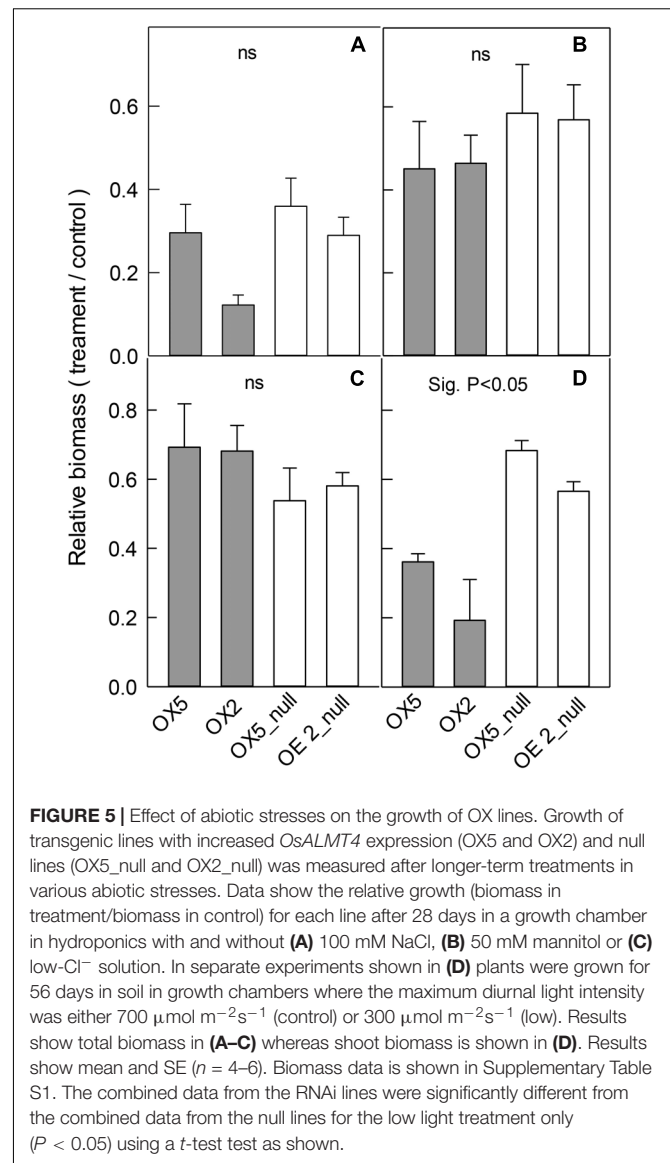 A
ns
B
ns
0.6
0.4
0.2
0.0
C
ns
D
Sig. P<0.05
0.8
0.6
0.4
0.2
0.0
Relative biomass ( treament / control )
OX5
OX2
OX5_null
OE 2_null
OX5
OX2
OX5_null
OE 2_null
FIGURE 5 | Effect of abiotic stresses on the growth of OX lines. Growth of
transgenic lines with increased OsALMT4 expression (OX5 and OX2) and null
lines (OX5_null and OX2_null) was measured after longer-term treatments in
various abiotic stresses. Data show the relative growth (biomass in
treatment/biomass in control) for each line after 28 days in a growth chamber
in hydroponics with and without (A) 100 mM NaCl, (B) 50 mM mannitol or (C)
low-Cl⁻ solution. In separate experiments shown in (D) plants were grown for
56 days in soil in growth chambers where the maximum diurnal light intensity
was either 700 μmol m⁻²s⁻¹ (control) or 300 μmol m⁻²s⁻¹ (low). Results
show total biomass in (A–C) whereas shoot biomass is shown in (D). Results
show mean and SE (n = 4–6). Biomass data is shown in Supplementary Table
S1. The combined data from the RNAi lines were significantly different from
the combined data from the null lines for the low light treatment only
(P < 0.05) using a t-test test as shown.